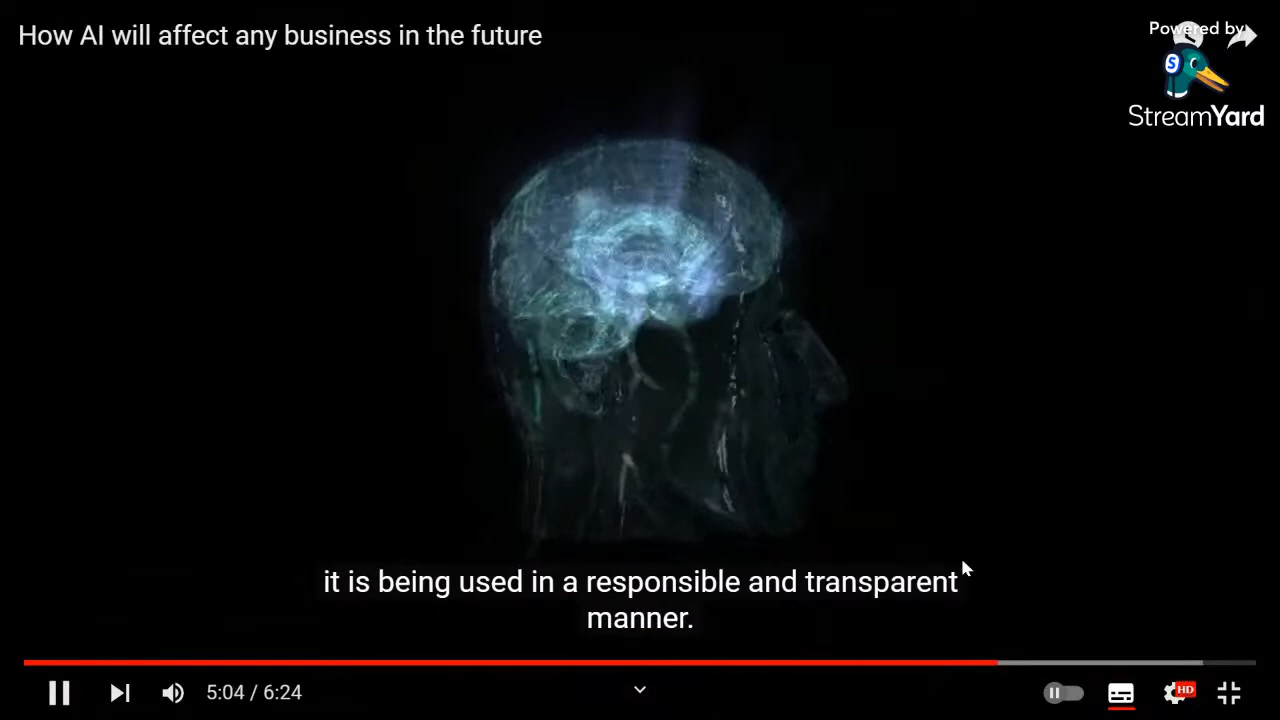 How AI will affect any business in the future
Powered by
StreamYard
it is being used in a responsible and transparent
manner.
5:04 / 6:24
HD